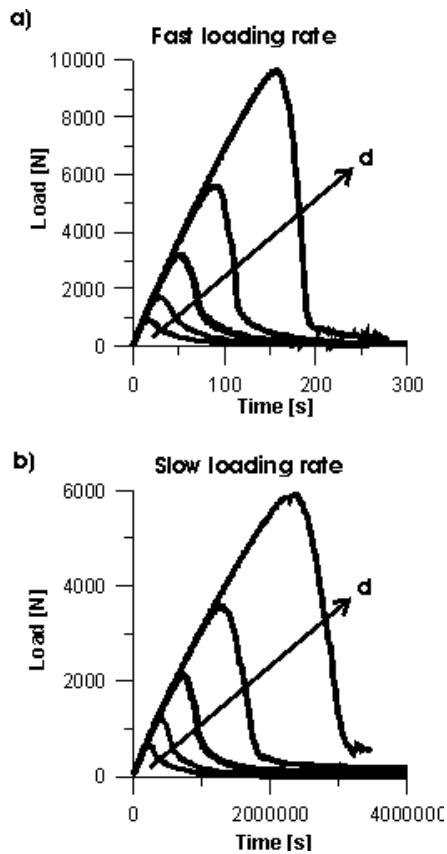 a)
Fast loading rate
10000
8000
6000
4000
2000
0
Load [N]
d
0 100 200 300
Time [s]
b)
Slow loading rate
6000
4000
2000
0
Load [N]
d
0 2000000 4000000
Time [s]